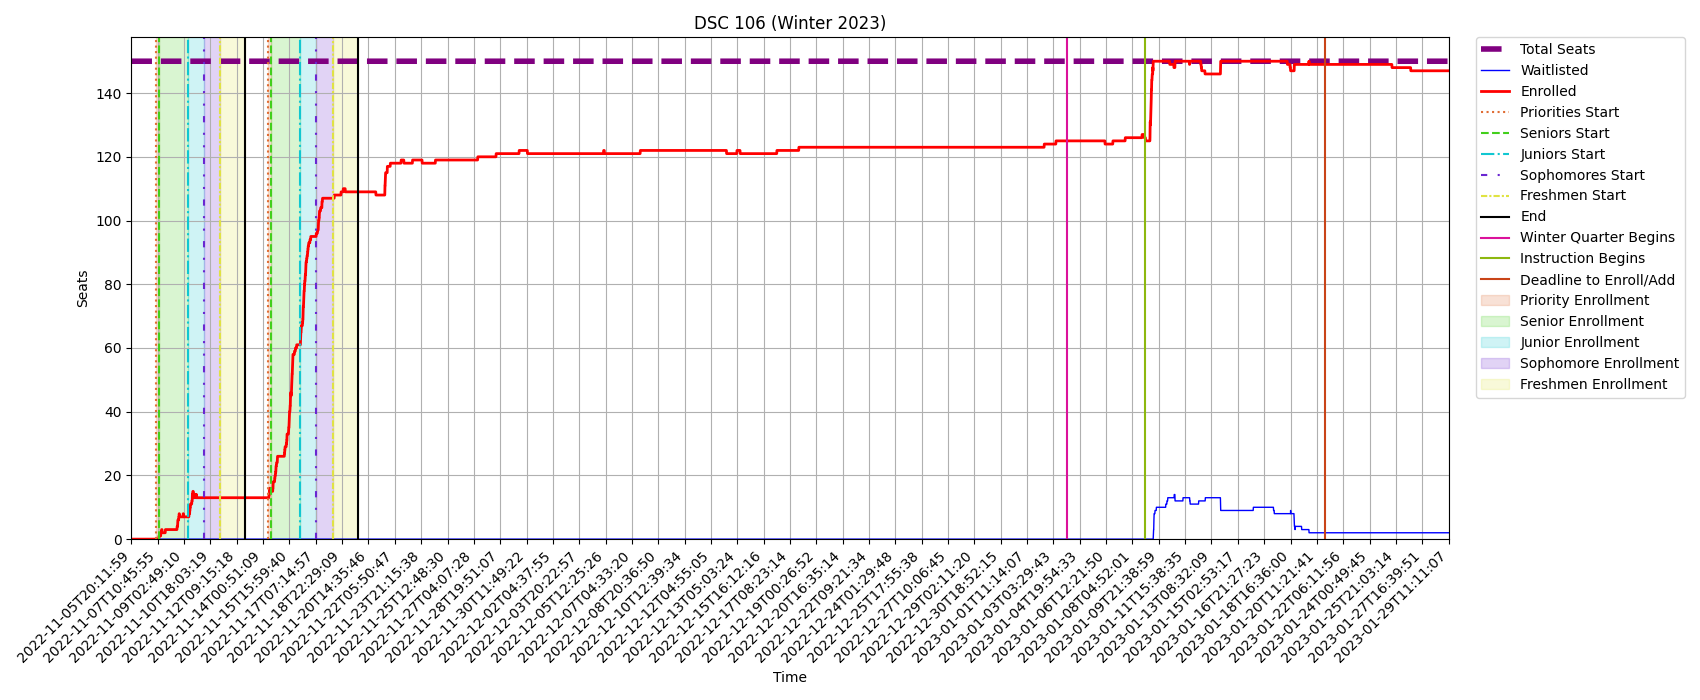 DSC 106 (Winter 2023)
Seats
140
120
100
80
60
40
20
0
2022-11-05T20:11:59
2022-11-07T10:45:55
2022-11-09T02:49:10
2022-11-10T18:03:19
2022-11-12T09:15:18
2022-11-14T00:51:09
2022-11-15T15:59:40
2022-11-17T07:14:57
2022-11-18T22:29:09
2022-11-20T14:35:46
2022-11-22T05:50:47
2022-11-23T21:15:38
2022-11-25T12:48:30
2022-11-27T04:07:28
2022-11-28T19:51:07
2022-11-30T11:49:22
2022-12-02T04:37:55
2022-12-03T20:22:57
2022-12-05T12:25:26
2022-12-07T04:33:20
2022-12-08T20:36:50
2022-12-10T12:39:34
2022-12-12T04:55:05
2022-12-13T05:03:24
2022-12-15T16:12:16
2022-12-17T08:23:14
2022-12-19T00:26:52
2022-12-20T16:35:14
2022-12-22T09:21:34
2022-12-24T01:29:48
2022-12-25T17:55:38
2022-12-27T10:06:45
2022-12-29T02:11:20
2022-12-30T18:52:15
2023-01-01T11:14:07
2023-01-03T03:29:43
2023-01-04T19:54:33
2023-01-06T12:21:50
2023-01-08T04:52:01
2023-01-09T21:38:59
2023-01-11T15:38:35
2023-01-13T08:32:09
2023-01-15T02:53:17
2023-01-16T21:27:23
2023-01-18T16:36:00
2023-01-20T11:21:41
2023-01-22T06:11:56
2023-01-24T00:49:45
2023-01-25T21:03:14
2023-01-27T16:39:51
2023-01-29T11:11:07
Time
Total Seats
Waitlisted
Enrolled
Priorities Start
Seniors Start
Juniors Start
Sophomores Start
Freshmen Start
End
Winter Quarter Begins
Instruction Begins
Deadline to Enroll/Add
Priority Enrollment
Senior Enrollment
Junior Enrollment
Sophomore Enrollment
Freshmen Enrollment